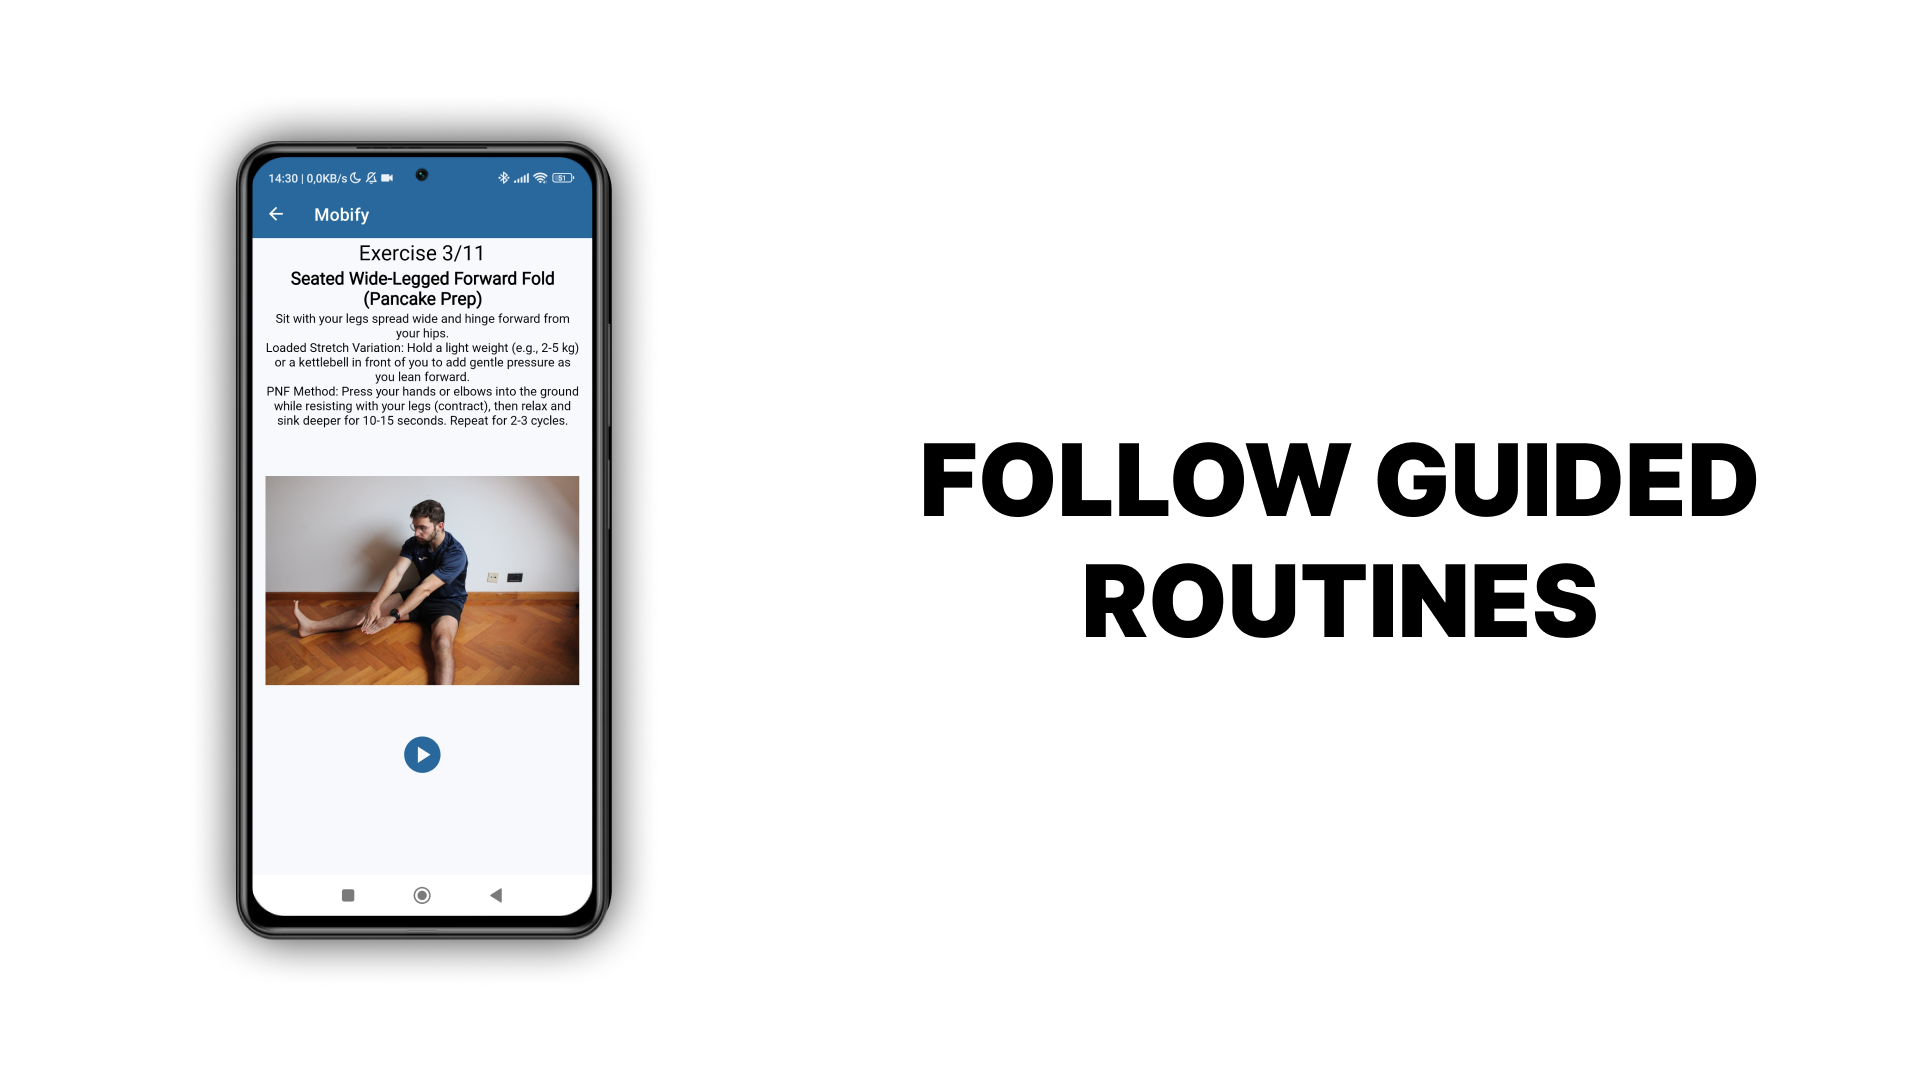 14:30 | 0,0KB/s
51
Mobify
Exercise 3/11
Seated Wide-Legged Forward Fold
(Pancake Prep)
Sit with your legs spread wide and hinge forward from
your hips.
Loaded Stretch Variation: Hold a light weight (e.g., 2-5 kg)
or a kettlebell in front of you to add gentle pressure as
you lean forward.
PNF Method: Press your hands or elbows into the ground
while resisting with your legs (contract), then relax and
sink deeper for 10-15 seconds. Repeat for 2-3 cycles.
FOLLOW GUIDED
ROUTINES